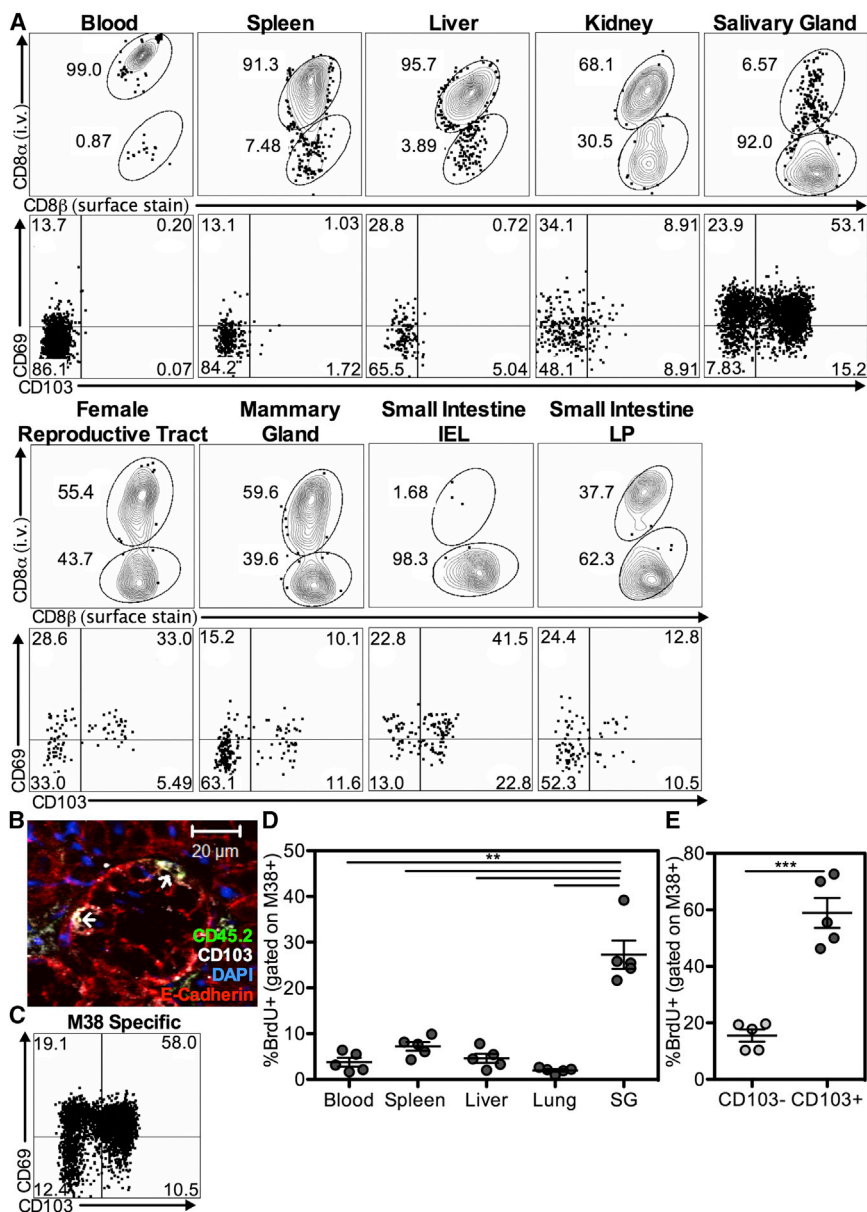 A
Blood
Spleen
Liver
Kidney
Salivary Gland
CD8α (i.v.)
99.0
0.87
91.3
7.48
95.7
3.89
68.1
30.5
6.57
92.0
CD8β (surface stain)
CD69
13.7
0.20
86.1
0.07
13.1
1.03
84.2
1.72
28.8
0.72
65.5
5.04
34.1
8.91
48.1
8.91
23.9
53.1
7.83
15.2
CD103
Female
Reproductive Tract
Mammary
Gland
Small Intestine
IEL
Small Intestine
LP
CD8α (i.v.)
55.4
43.7
59.6
39.6
1.68
98.3
37.7
62.3
CD8β (surface stain)
CD69
28.6
33.0
33.0
5.49
15.2
10.1
63.1
11.6
22.8
41.5
13.0
22.8
24.4
12.8
52.3
10.5
CD103
B
20 µm
CD45.2
CD103
DAPI
E-Cadherin
C
M38 Specific
19.1
58.0
12.4
10.5
CD69
CD103
D
%BrdU+ (gated on M38+)
50
40
30
20
10
0
**
Blood
Spleen
Liver
Lung
SG
E
%BrdU+ (gated on M38+)
80
60
40
20
0
***
CD103-
CD103+